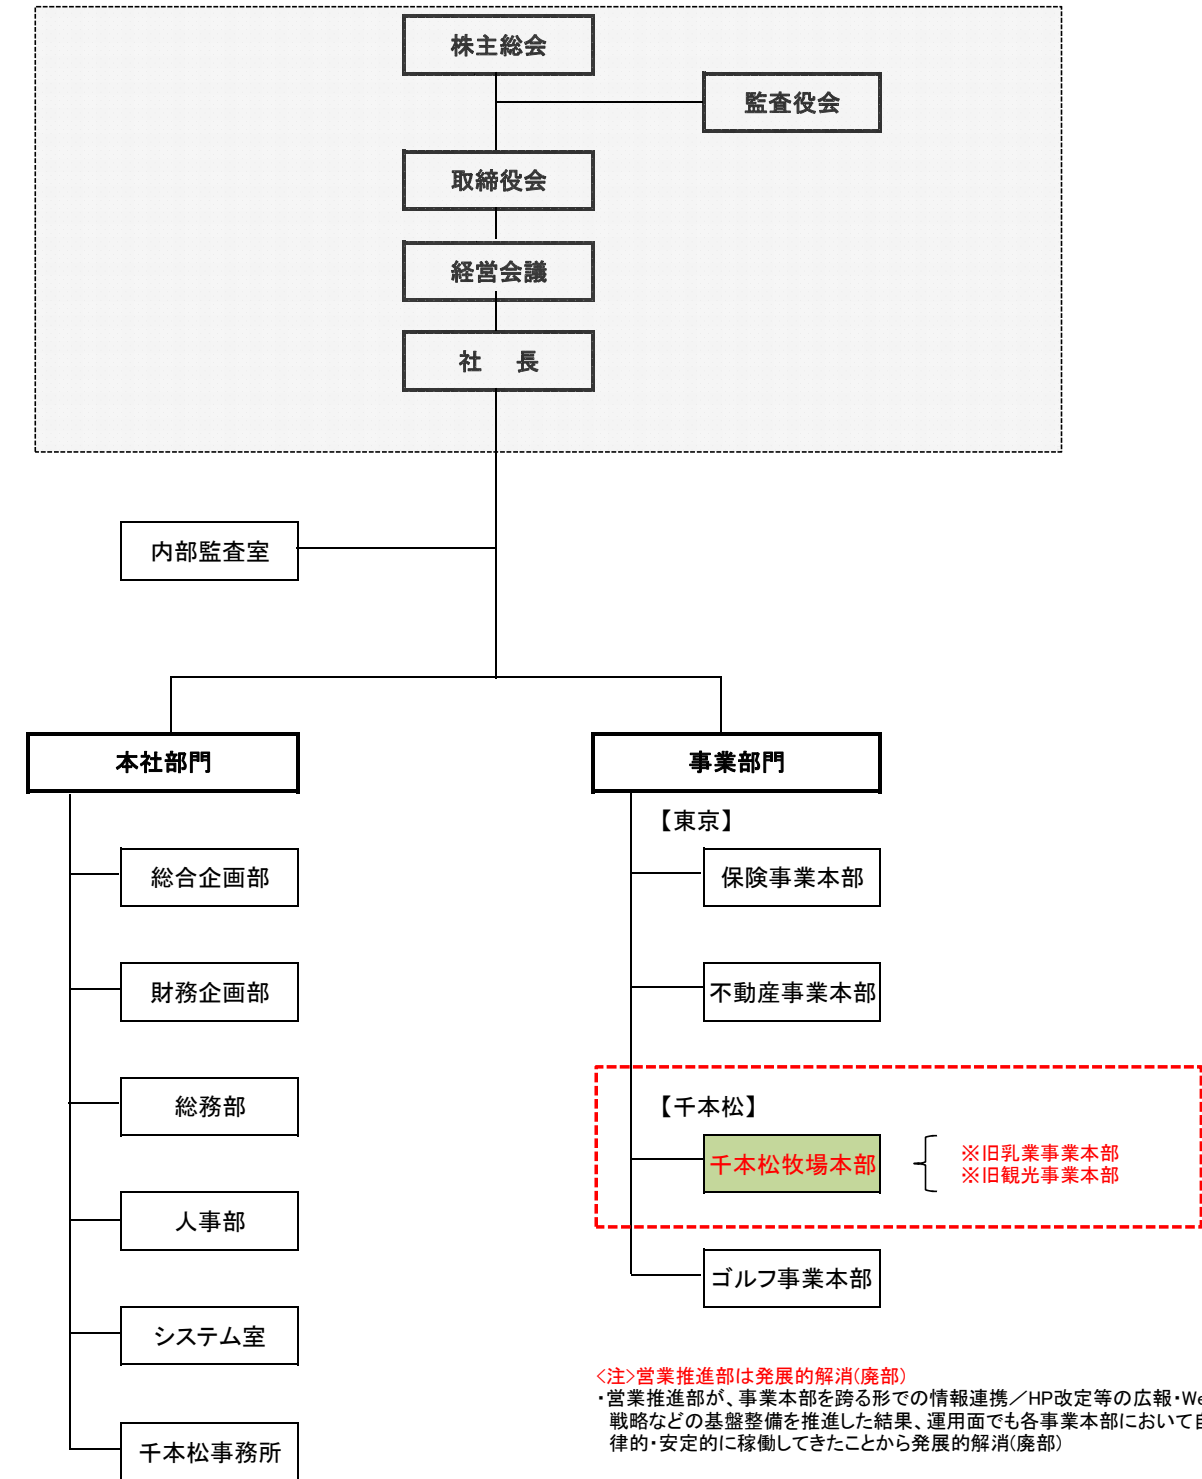 株主総会
監査役会
取締役会
経営会議
社 長
内部監査室
本社部門
総合企画部
財務企画部
総務部
人事部
システム室
千本松事務所
事業部門
【東京】
保険事業本部
不動産事業本部
【千本松】
千本松牧場本部
※旧乳業事業本部
※旧観光事業本部
ゴルフ事業本部
<注>営業推進部は発展的解消(廃部)
・営業推進部が、事業本部を跨る形での情報連携／HP改定等の広報・We
戦略などの基盤整備を推進した結果、運用面でも各事業本部において自
律的・安定的に稼働してきたことから発展的解消(廃部)